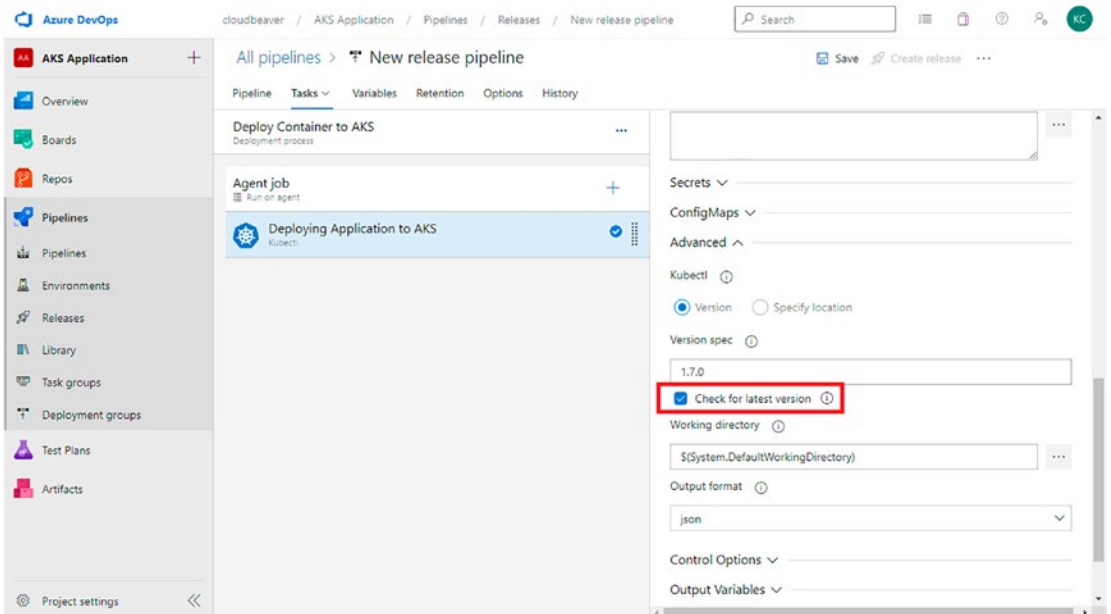 Azure DevOps
cloudbeaver / AKS Application / Pipelines / Releases / New release pipeline
Search
KC
AA
AKS Application
Overview
Boards
Repos
Pipelines
Pipelines
Environments
Releases
Library
Task groups
Deployment groups
Test Plans
Artifacts
Project settings
All pipelines > New release pipeline
Save
Create release
Pipeline Tasks Variables Retention Options History
Deploy Container to AKS
Deployment process
Agent job
Run on agent
Deploying Application to AKS
Kubectl
Secrets
ConfigMaps
Advanced
Kubectl
Version
Specify location
Version spec
1.7.0
Check for latest version
Working directory
$(System.DefaultWorkingDirectory)
Output format
json
Control Options
Output Variables